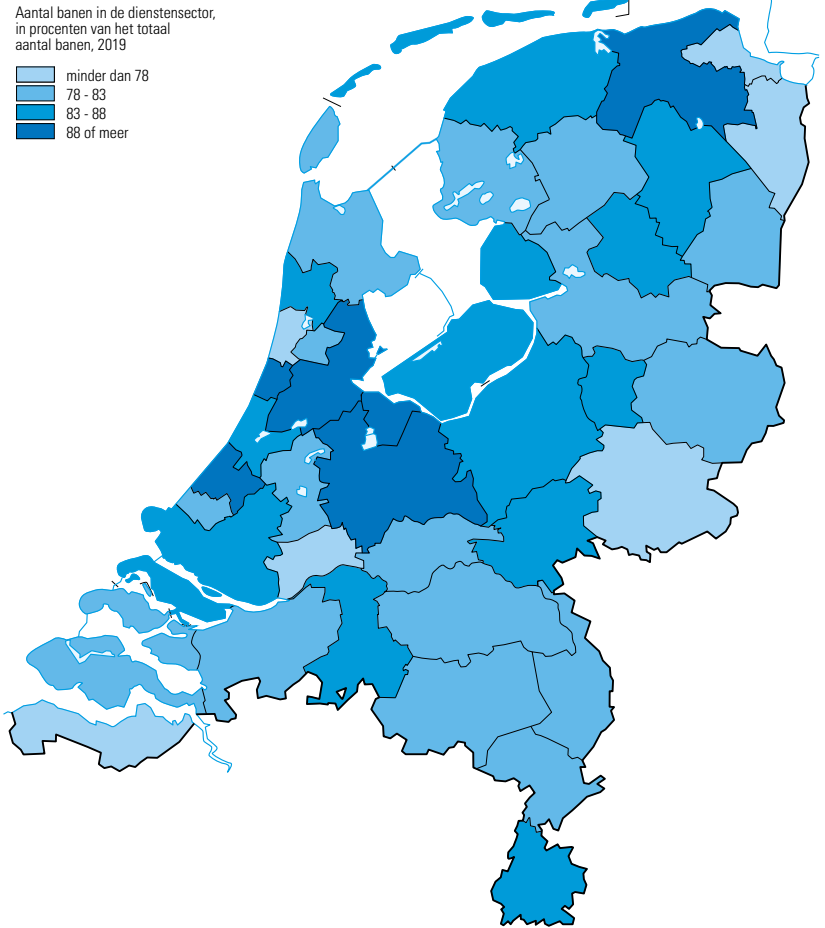 Aantal banen in de dienstensector,
in procenten van het totaal
aantal banen, 2019
minder dan 78
78 - 83
83 - 88
88 of meer